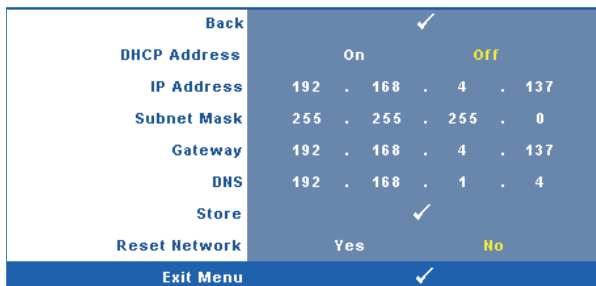 Back ✓
DHCP Address On Off
IP Address 192 . 168 . 4 . 137
Subnet Mask 255 . 255 . 255 . 0
Gateway 192 . 168 . 4 . 137
DNS 192 . 168 . 1 . 4
Store ✓
Reset Network Yes No
Exit Menu ✓